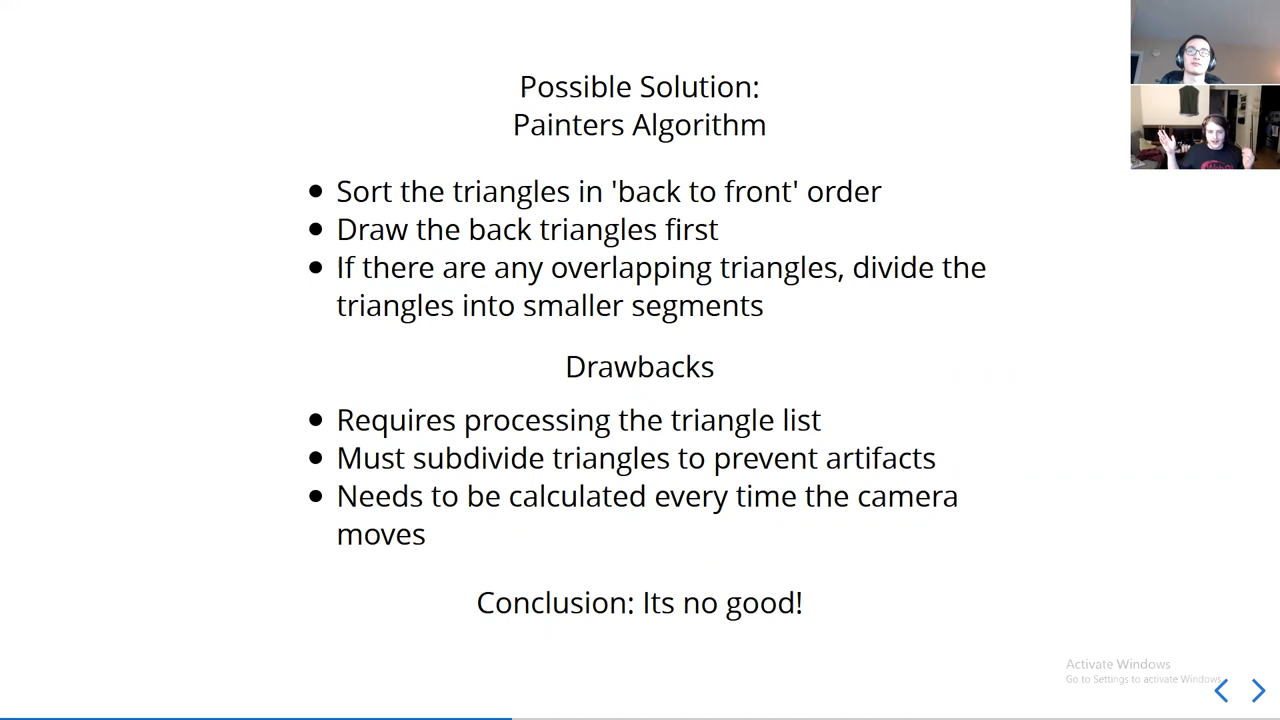 Possible Solution:
Painters Algorithm
Sort the triangles in 'back to front' order
Draw the back triangles first
If there are any overlapping triangles, divide the
triangles into smaller segments
Drawbacks
Requires processing the triangle list
Must subdivide triangles to prevent artifacts
Needs to be calculated every time the camera
moves
Conclusion: Its no good!
Activate Windows
Go to Settings to activate Windows.